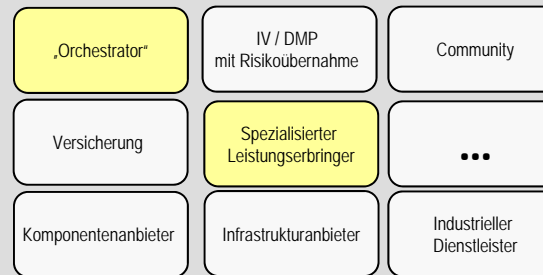 „Orchestrator“
IV / DMP
mit Risikoübernahme
Community
Versicherung
Spezialisierter
Leistungserbringer
...
Komponentenanbieter
Infrastrukturanbieter
Industrieller
Dienstleister